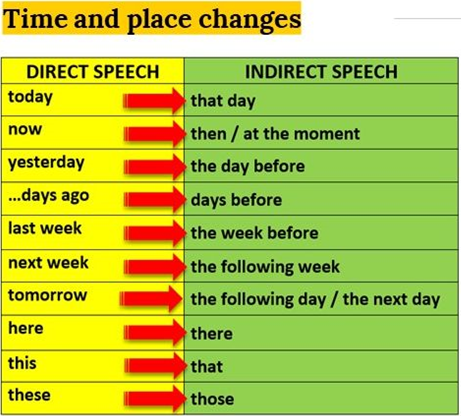 Time and place changes
DIRECT SPEECH INDIRECT SPEECH
today that day
now then / at the moment
yesterday the day before
...days ago days before
last week the week before
next week the following week
tomorrow the following day / the next day
here there
this that
these those